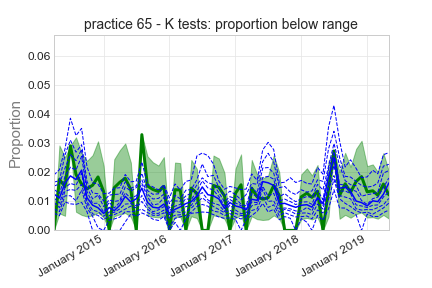 practice 65 - K tests: proportion below range
Proportion
0.06
0.05
0.04
0.03
0.02
0.01
0.00
January 2015
January 2016
January 2017
January 2018
January 2019